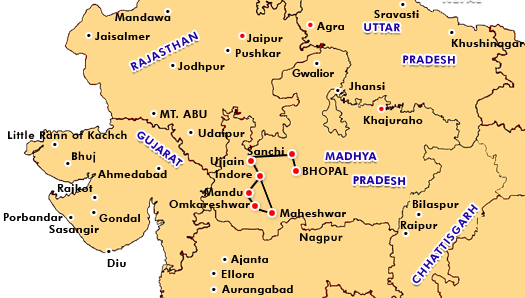 Mandawa
Sravasti
Agra
UTTAR
Jaisalmer
RAJASTHAN
Jaipur
Khushinagar
Pushkar
PRADESH
Jodhpur
Gwalior
Jhansi
MT. ABU
Khajuraho
Little Rann of Kachch
GUJARAT
Udaipur
Sanchi
MADHYA
Bhuj
Ujjain
BHOPAL
Ahmedabad
Indore
PRADESH
Rajkot
Mandu
Omkareshwar
Bilaspur
Porbandar
Gondal
Maheshwar
CHHATTISGARH
Sasangir
Raipur
Nagpur
Diu
Ajanta
Ellora
Aurangabad